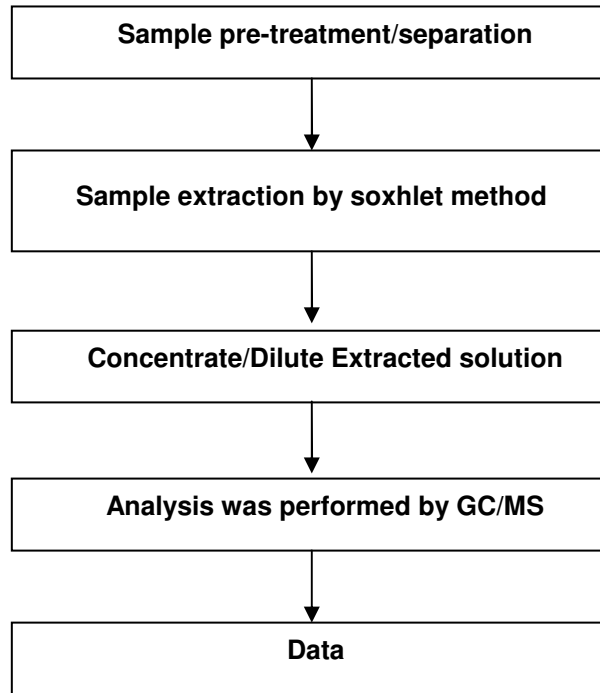 Sample pre-treatment/separation
Sample extraction by soxhlet method
Concentrate/Dilute Extracted solution
Analysis was performed by GC/MS
Data